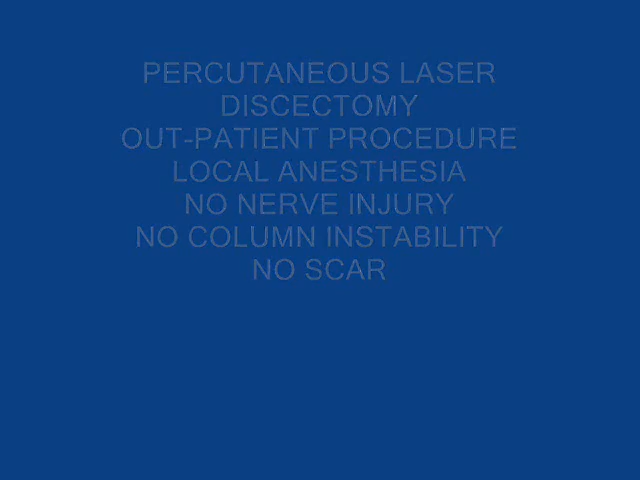 PERCUTANEOUS LASER
DISCECTOMY
OUT-PATIENT PROCEDURE
LOCAL ANESTHESIA
NO NERVE INJURY
NO COLUMN INSTABILITY
NO SCAR